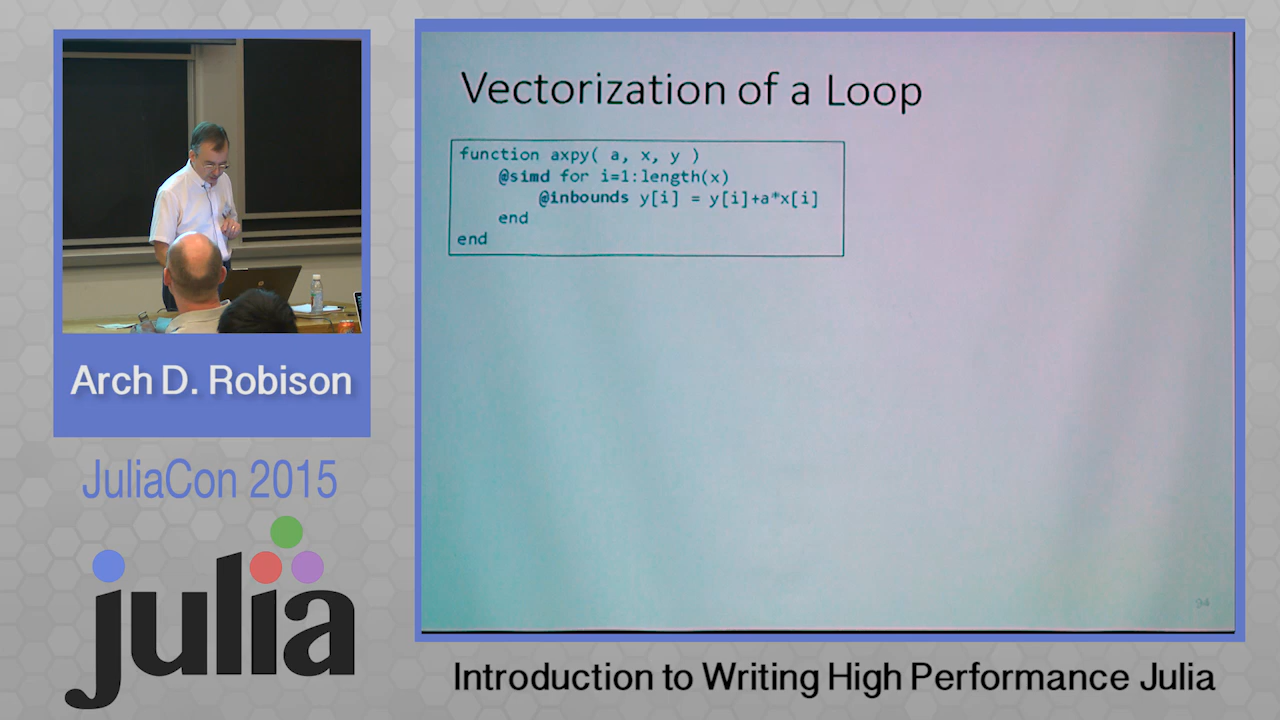 Vectorization of a Loop
function axpy( a, x, y )
@simd for i=1:length(x)
@inbounds y[i] = y[i]+a*x[i]
end
end
94
Arch D. Robison
JuliaCon 2015
julia
Introduction to Writing High Performance Julia